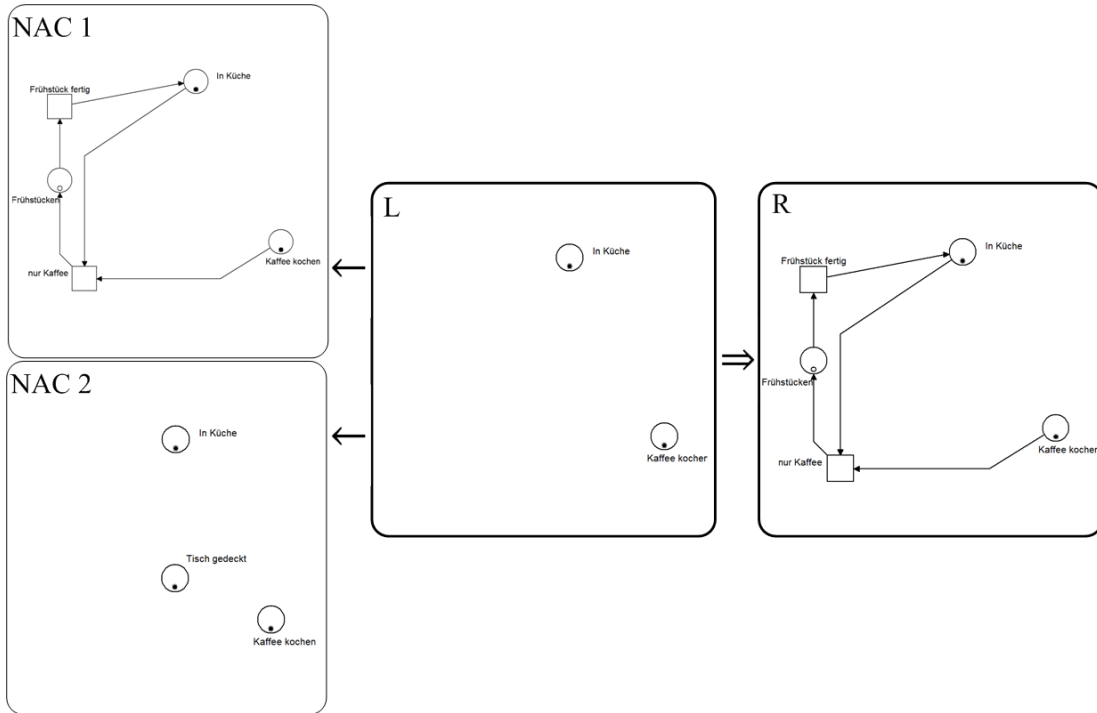 NAC 1
In Küche
Frühstück fertig
Frühstücken
Kaffee kochen
nur Kaffee
NAC 2
In Küche
Tisch gedeckt
Kaffee kochen
L
In Küche
Kaffee kocher
R
In Küche
Frühstück fertig
Frühstücken
Kaffee kocher
nur Kaffee